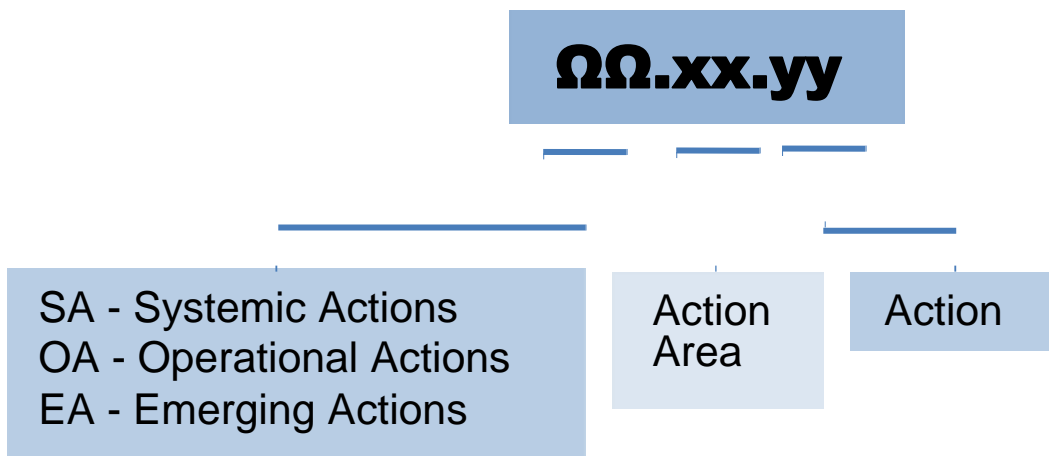 ΩΩ.xx.yy
SA - Systemic Actions
OA - Operational Actions
EA - Emerging Actions
Action
Area
Action